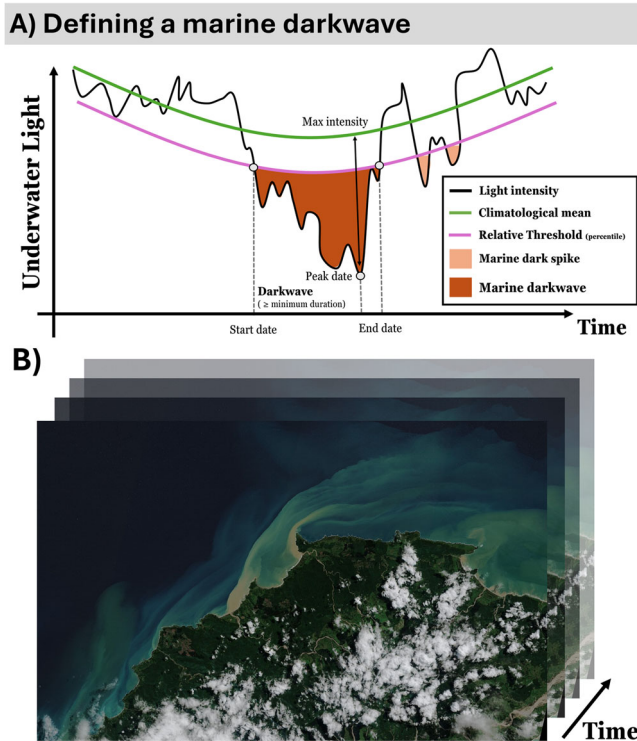 A) Defining a marine darkwave
Underwater Light
Max intensity
Light intensity
Climatological mean
Relative Threshold (percentile)
Marine dark spike
Marine darkwave
Peak date
Darkwave
( ≥ minimum duration)
Time
Start date
End date
B)
Time